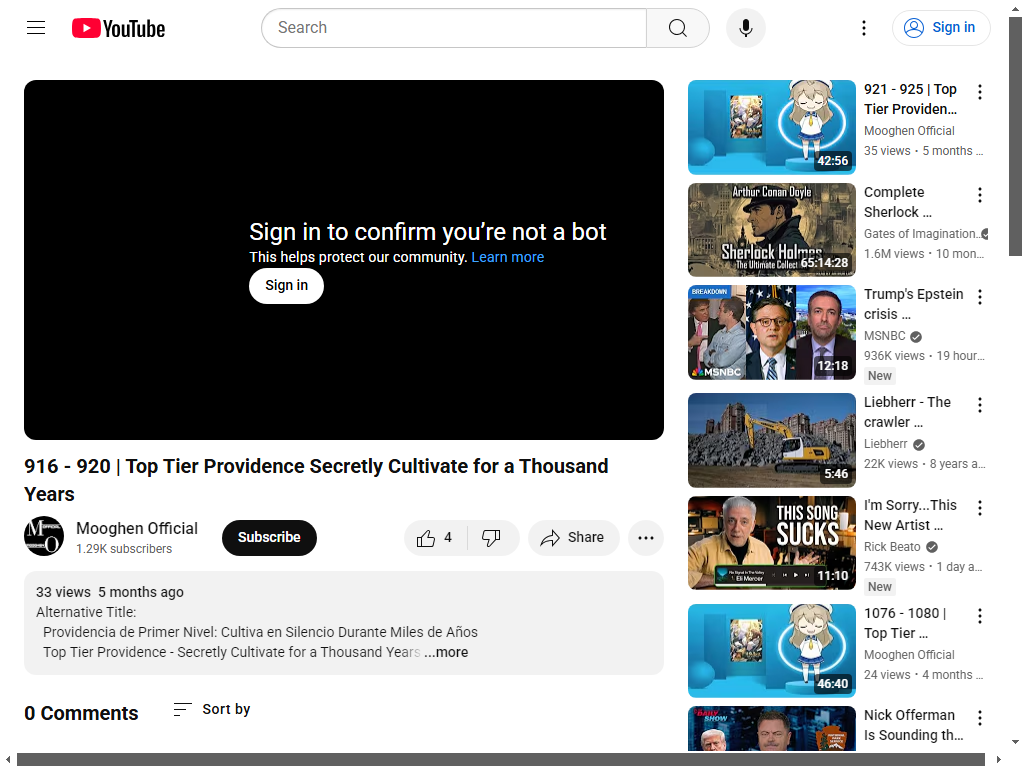 YouTube
Search
Sign in
Sign in to confirm you're not a bot
This helps protect our community. Learn more
Sign in
916 - 920 | Top Tier Providence Secretly Cultivate for a Thousand
Years
Mooghen Official
1.29K subscribers
Subscribe
4
Share
33 views 5 months ago
Alternative Title:
Providencia de Primer Nivel: Cultiva en Silencio Durante Miles de Años
Top Tier Providence - Secretly Cultivate for a Thousand Years ...more
0 Comments
Sort by
42:56
921 - 925 | Top
Tier Providen...
Mooghen Official
35 views • 5 months ...
Arthur Conan Doyle
Sherlock Holmes
The Ultimate Collect
65:14:28
Complete
Sherlock ...
Gates of Imagination...
1.6M views • 10 mon...
BREAKDOWN
MSNBC
12:18
Trump's Epstein
crisis ...
MSNBC
936K views • 19 hour...
New
5:46
Liebherr - The
crawler ...
Liebherr
22K views • 8 years a...
THIS SONG
SUCKS
Eli Mercer
11:10
I'm Sorry...This
New Artist ...
Rick Beato
743K views • 1 day a...
New
46:40
1076 - 1080 |
Top Tier ...
Mooghen Official
24 views • 4 months ...
DAILY
SHOW
Nick Offerman
Is Sounding th...